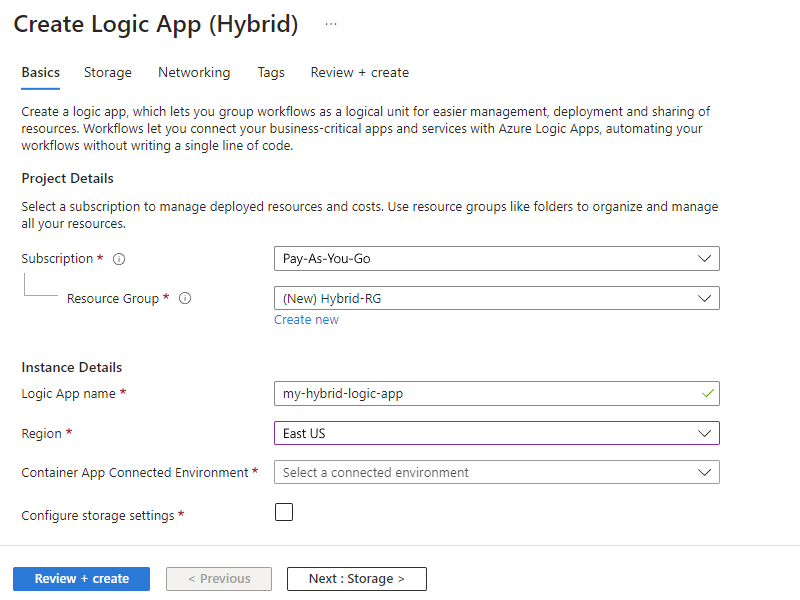 Create Logic App (Hybrid) ...
Basics Storage Networking Tags Review + create
Create a logic app, which lets you group workflows as a logical unit for easier management, deployment and sharing of
resources. Workflows let you connect your business-critical apps and services with Azure Logic Apps, automating your
workflows without writing a single line of code.
Project Details
Select a subscription to manage deployed resources and costs. Use resource groups like folders to organize and manage
all your resources.
Subscription * Pay-As-You-Go
Resource Group * (New) Hybrid-RG
Create new
Instance Details
Logic App name * my-hybrid-logic-app
Region * East US
Container App Connected Environment * Select a connected environment
Configure storage settings *
Review + create < Previous Next : Storage >